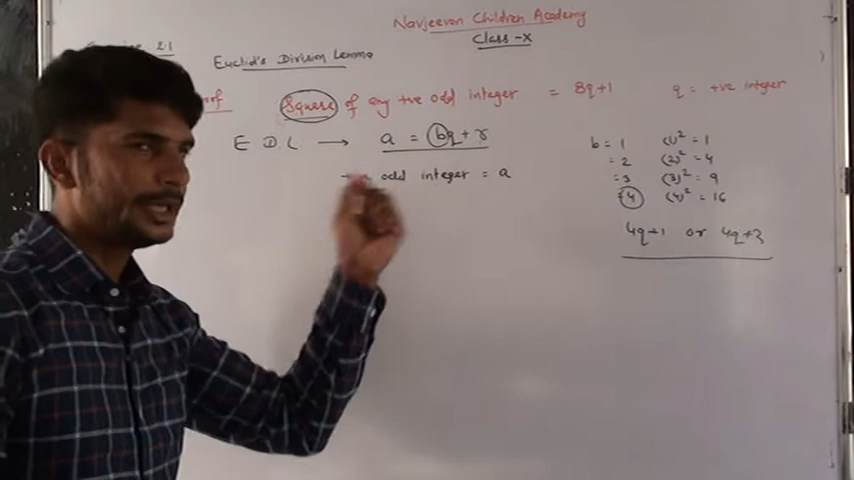 Navjeevan Children Academy
Class-X
2.1
Euclid's Division Lemma
Square of any +ve odd integer = 8q+1 q = +ve integer
E D L → a = bq + r
odd integer = a
b = 1 (1)² = 1
= 2 (2)² = 4
= 3 (3)² = 9
= 4 (4)² = 16
4q+1 or 4q+3